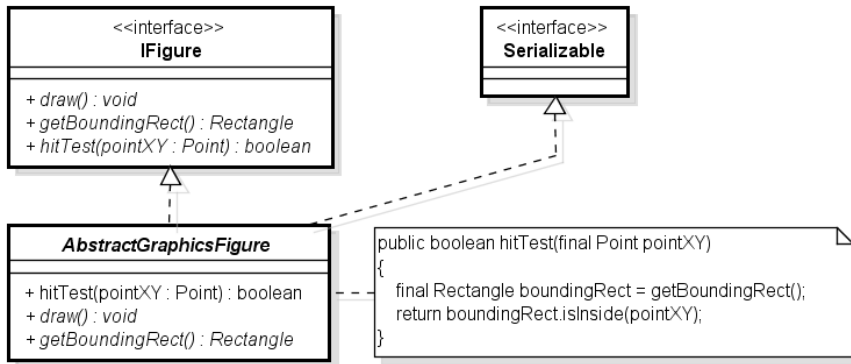 <<interface>>
IFigure
+ draw() : void
+ getBoundingRect() : Rectangle
+ hitTest(pointXY : Point) : boolean
<<interface>>
Serializable
AbstractGraphicsFigure
+ hitTest(pointXY : Point) : boolean
+ draw() : void
+ getBoundingRect() : Rectangle
public boolean hitTest(final Point pointXY)
{
final Rectangle boundingRect = getBoundingRect();
return boundingRect.isInside(pointXY);
}